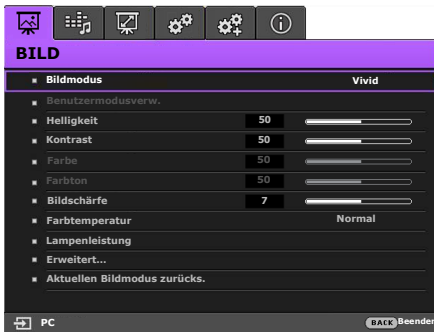 BILD
Bildmodus Vivid
Benutzermodusverw.
Helligkeit 50
Kontrast 50
Farbe 50
Farbton 50
Bildschärfe 7
Farbtemperatur Normal
Lampenleistung
Erweitert...
Aktuellen Bildmodus zurücks.
PC BACK Beenden